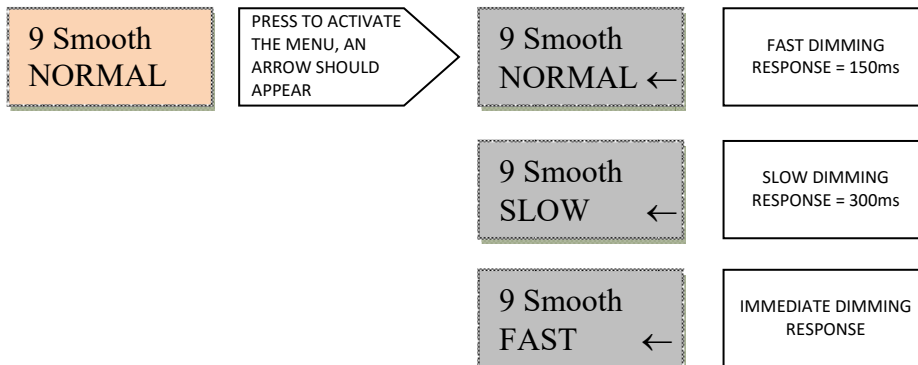 9 Smooth
NORMAL
PRESS TO ACTIVATE
THE MENU, AN
ARROW SHOULD
APPEAR
9 Smooth
NORMAL ←
FAST DIMMING
RESPONSE = 150ms
9 Smooth
SLOW ←
SLOW DIMMING
RESPONSE = 300ms
9 Smooth
FAST ←
IMMEDIATE DIMMING
RESPONSE